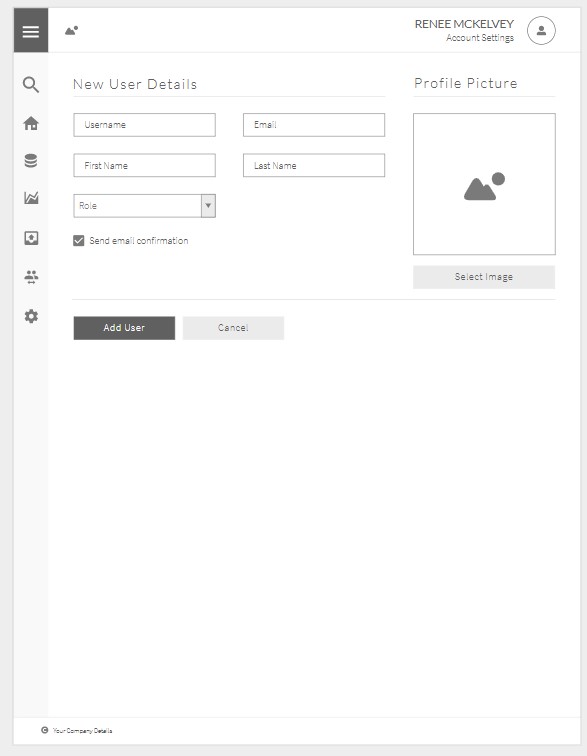 RENEE MCKELVEY
Account Settings
New User Details
Profile Picture
Username
Email
First Name
Last Name
Role
Send email confirmation
Select Image
Add User
Cancel
© Your Company Details